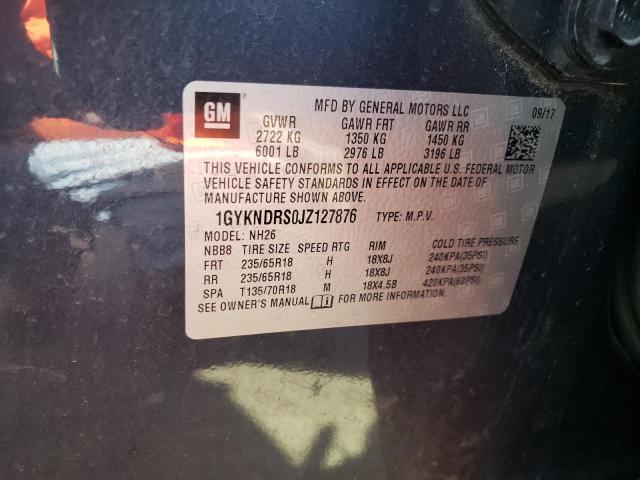 GM
MFD BY GENERAL MOTORS LLC
09/17
GVWR GAWR FRT GAWR RR
2722 KG 1350 KG 1450 KG
6001 LB 2976 LB 3196 LB
THIS VEHICLE CONFORMS TO ALL APPLICABLE U.S. FEDERAL MOTOR
VEHICLE SAFETY STANDARDS IN EFFECT ON THE DATE OF
MANUFACTURE SHOWN ABOVE.
1GYKNDRS0JZ127876 TYPE: M.P.V.
MODEL: NH26
NBB8 TIRE SIZE SPEED RTG RIM COLD TIRE PRESSURE
FRT 235/65R18 H 18X8J 240KPA(35PSI)
RR 235/65R18 H 18X8J 240KPA(35PSI)
SPA T135/70R18 M 18X4.5B 420KPA(60PSI)
SEE OWNER'S MANUAL FOR MORE INFORMATION.